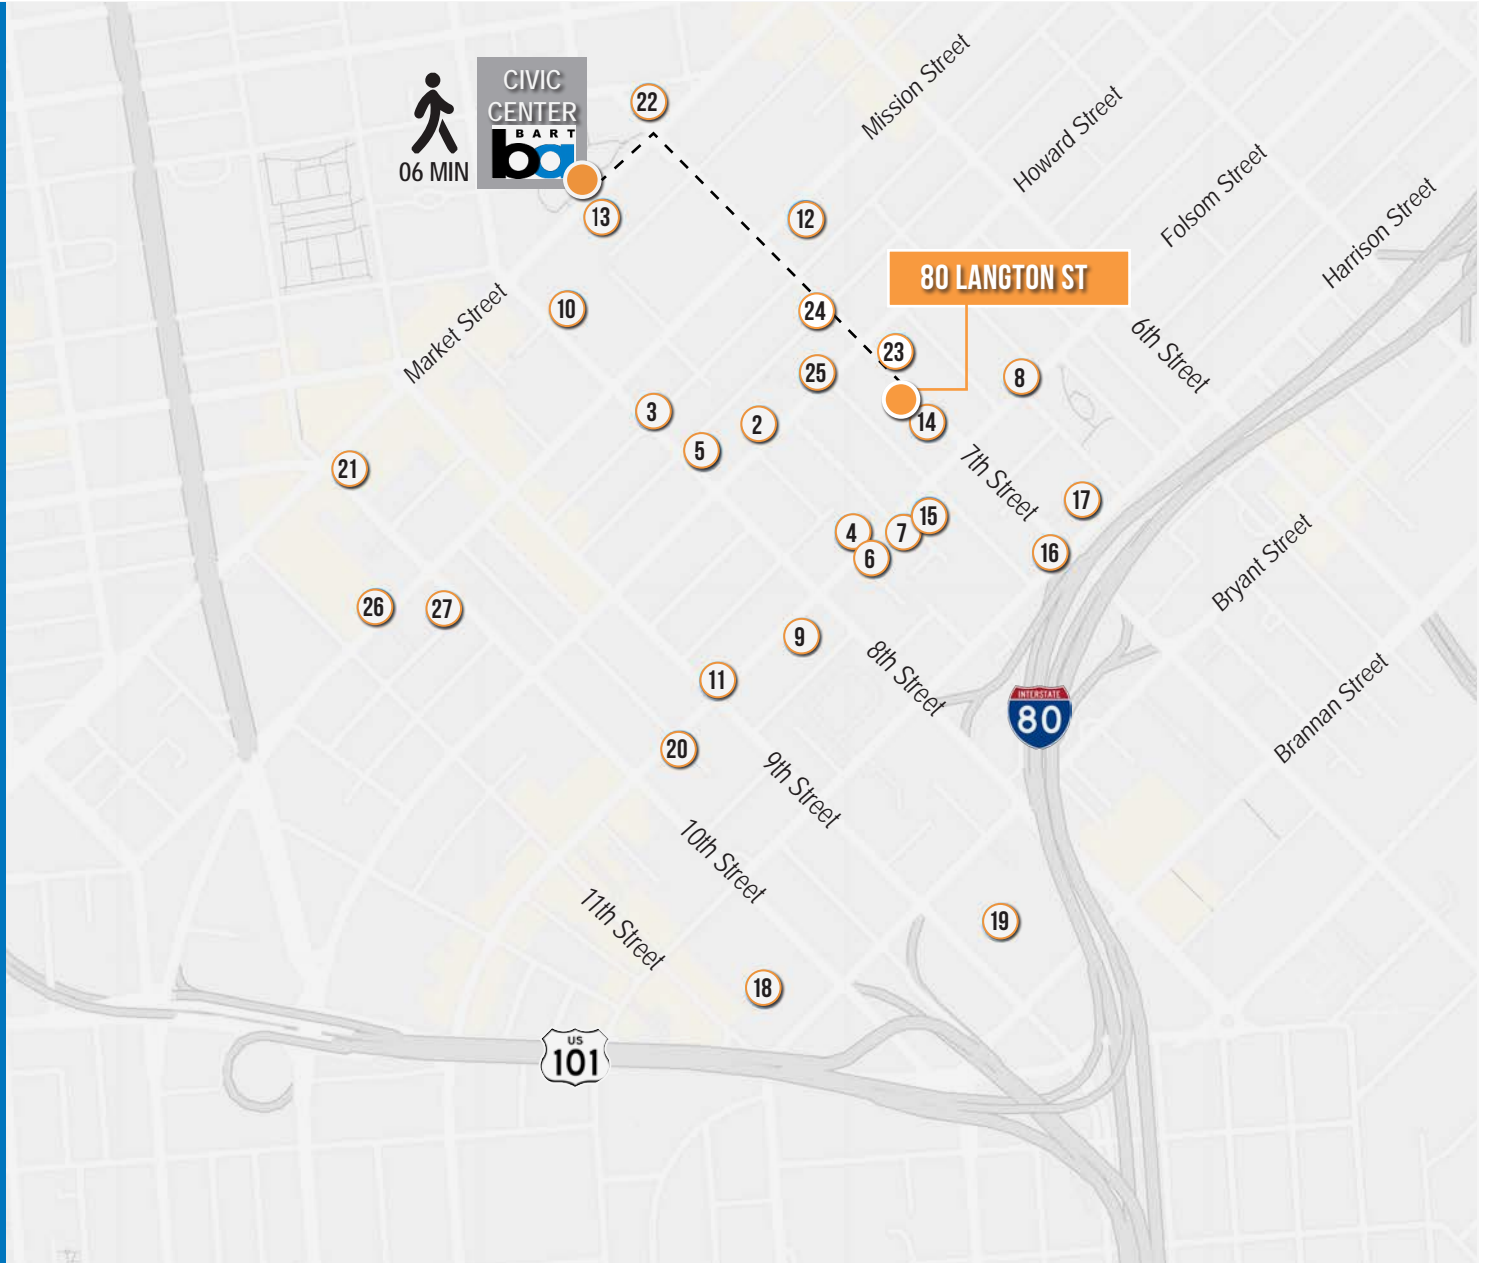 CIVIC
CENTER
BART
ba
06 MIN
22
Mission Street
Howard Street
Folsom Street
Harrison Street
13
12
80 LANGTON ST
10
Market Street
24
23
6th Street
25
8
3
2
14
5
21
7th Street
17
15
4
7
6
16
Bryant Street
26
27
9
8th Street
11
INTERSTATE
80
Brannan Street
20
9th Street
10th Street
11th Street
19
18
US
101